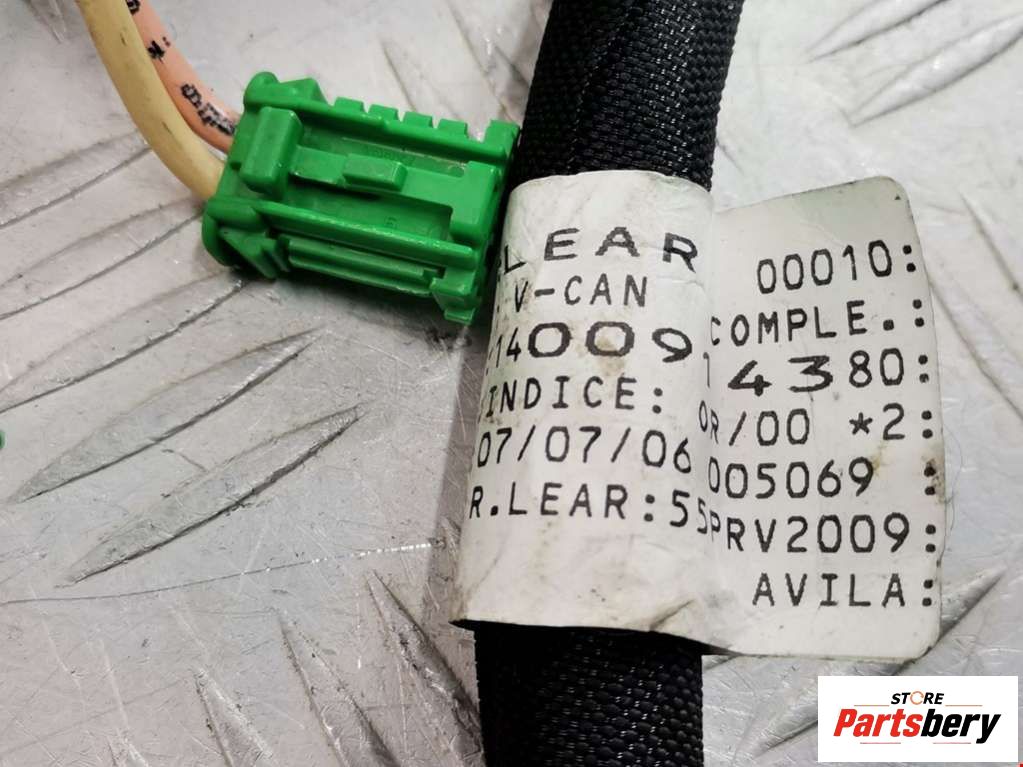 LEAR 00010:
V-CAN COMPLE.:
14009 14380:
INDICE: OR/00 *2:
07/07/06 005069 :
R.LEAR:55PRV2009:
AVILA:
STORE
Partsbery